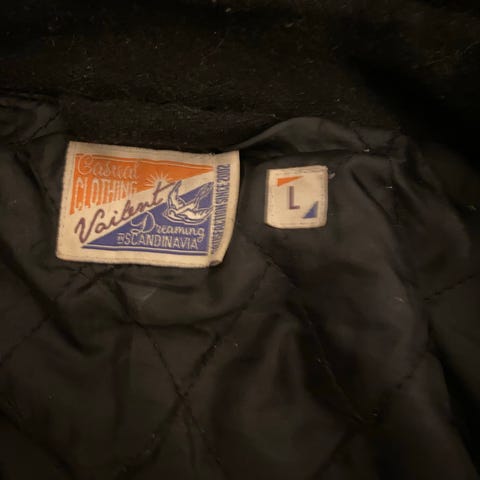 Casual
CLOTHING
Vailent
Dreaming
IN SCANDINAVIA
SINCE 2002
L